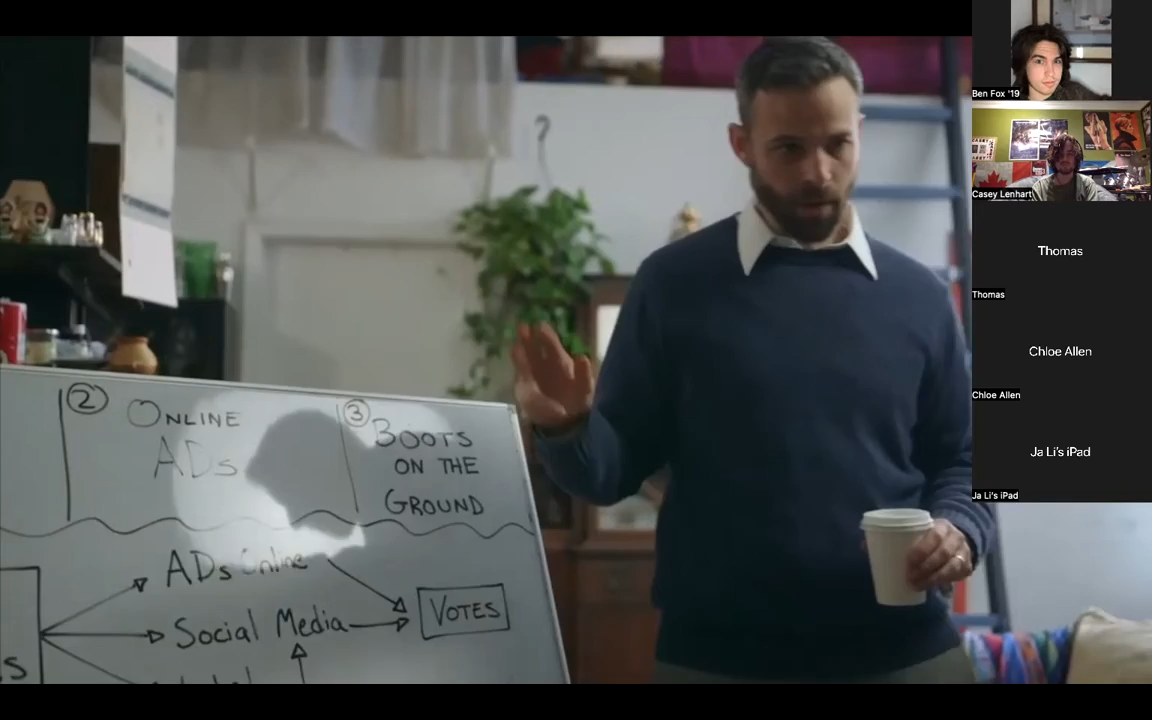 ②
ONLINE
ADs
③
BOOTS
ON THE
GROUND
ADs Online
Social Media
VOTES
Ben Fox '19
Casey Lenhart
Thomas
Thomas
Chloe Allen
Chloe Allen
Ja Li's iPad
Ja Li's iPad